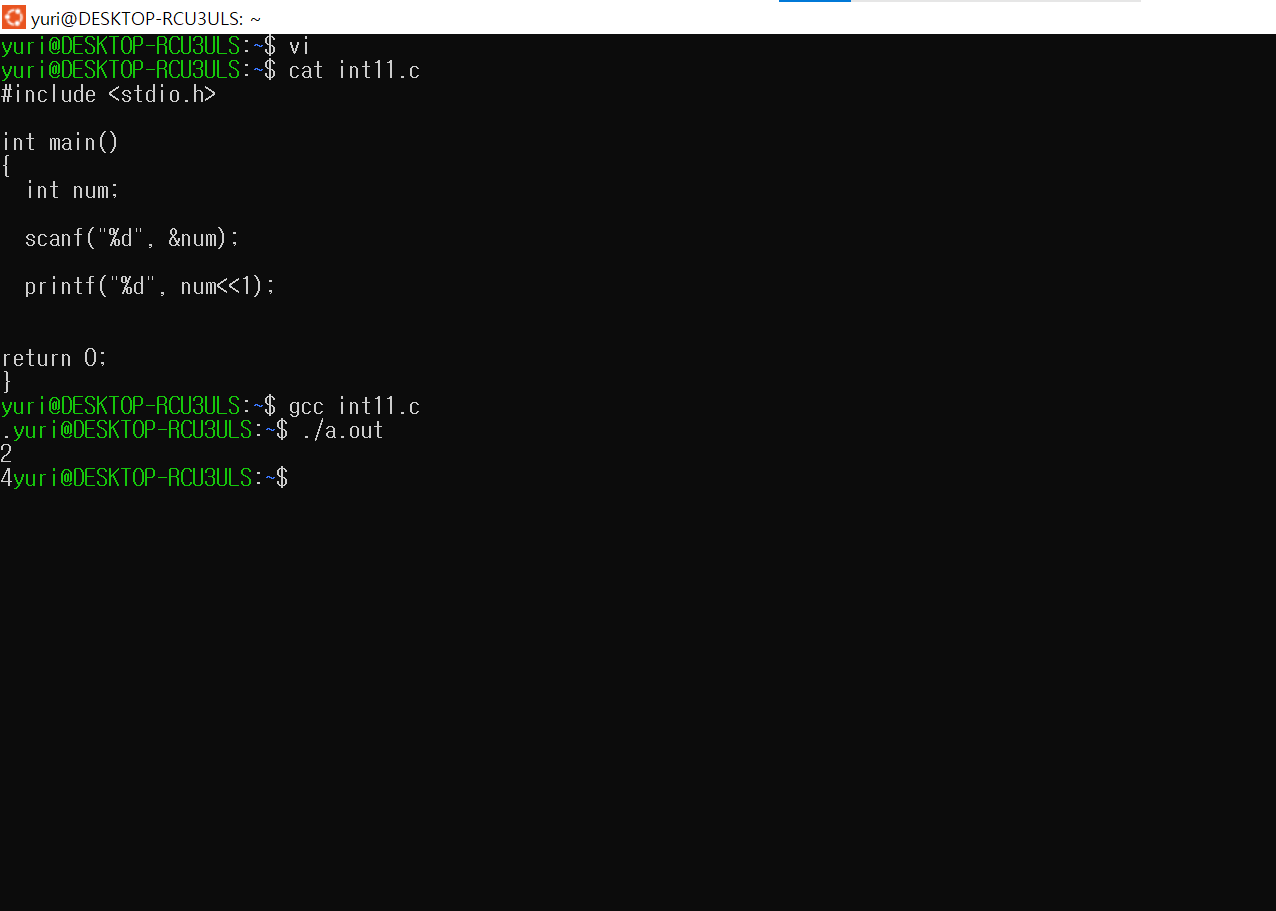 yuri@DESKTOP-RCU3ULS: ~
yuri@DESKTOP-RCU3ULS:~$ vi
yuri@DESKTOP-RCU3ULS:~$ cat int11.c
#include <stdio.h>
int main()
{
  int num;
  scanf("%d", &num);
  printf("%d", num<<1);
return 0;
}
yuri@DESKTOP-RCU3ULS:~$ gcc int11.c
.yuri@DESKTOP-RCU3ULS:~$ ./a.out
2
4yuri@DESKTOP-RCU3ULS:~$